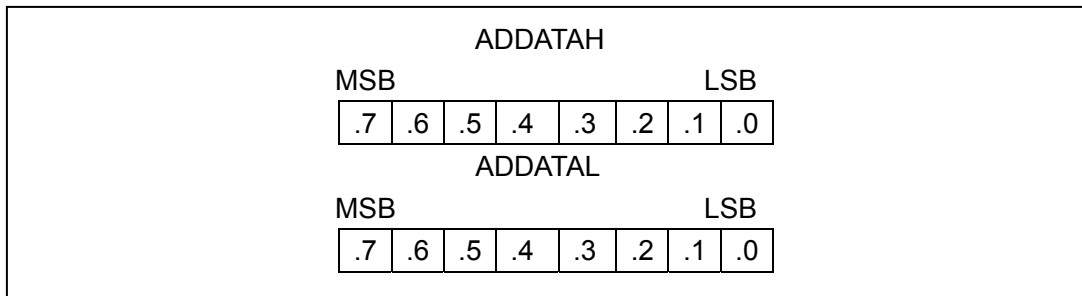 ADDATAH
MSB LSB
.7 .6 .5 .4 .3 .2 .1 .0
ADDATAL
MSB LSB
.7 .6 .5 .4 .3 .2 .1 .0